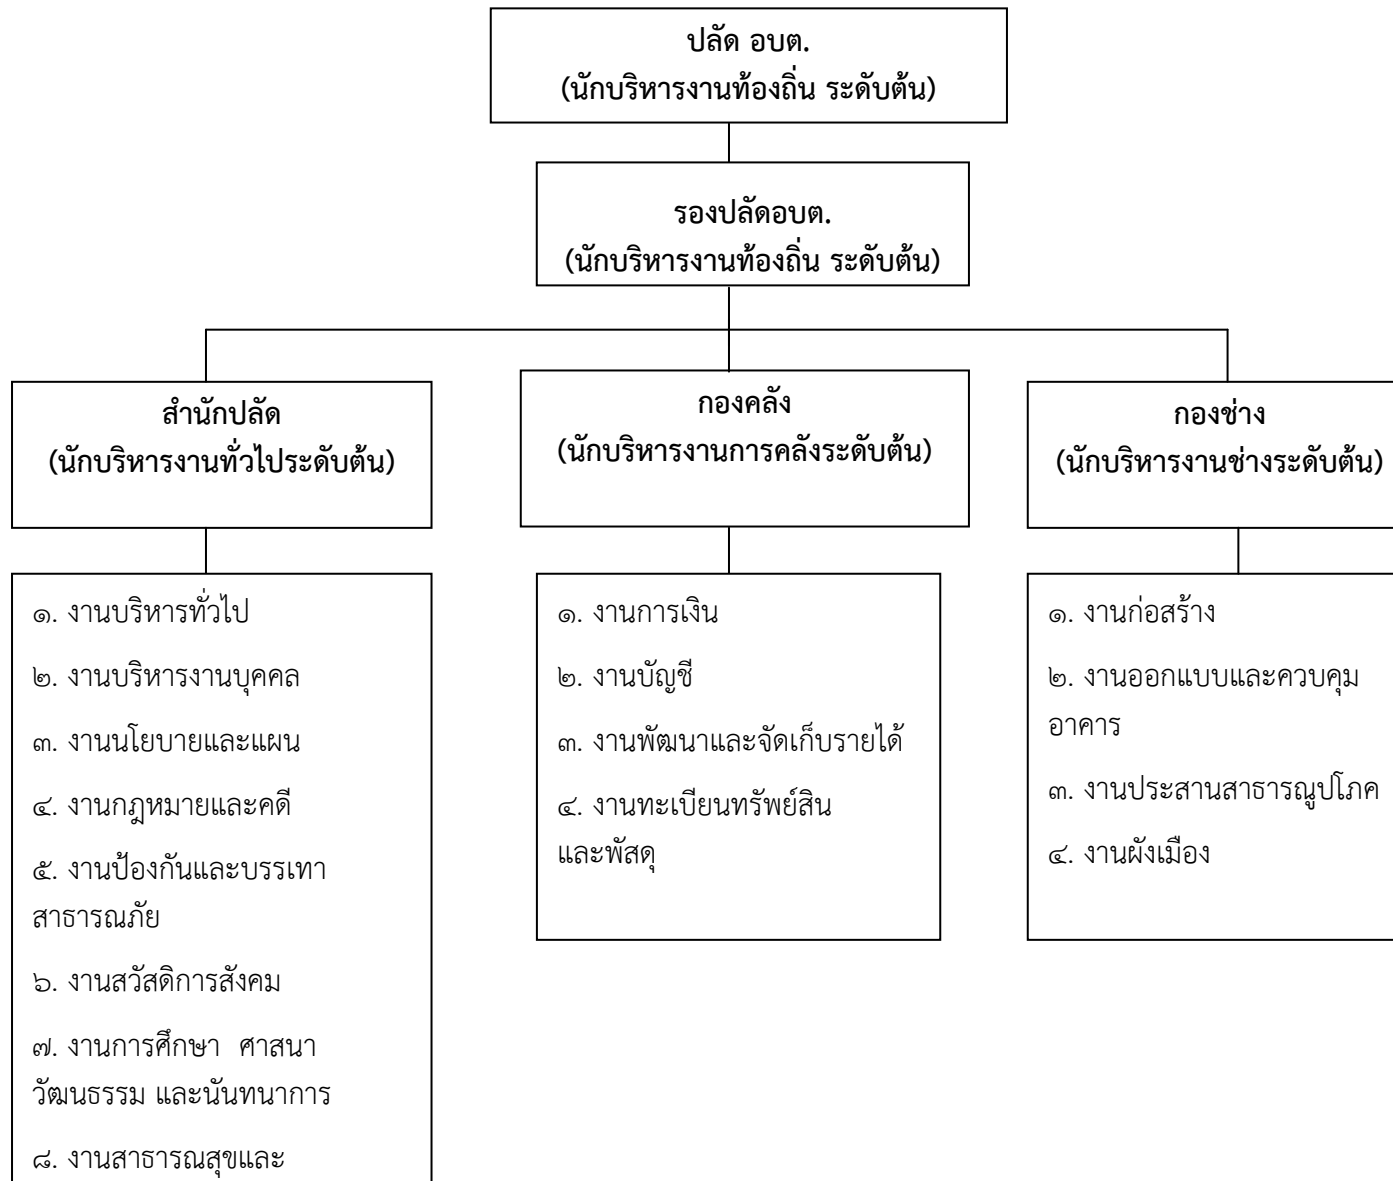 ปลัด อบต.
(นักบริหารงานท้องถิ่น ระดับต้น)
รองปลัดอบต.
(นักบริหารงานท้องถิ่น ระดับต้น)
สำนักปลัด
(นักบริหารงานทั่วไประดับต้น)
กองคลัง
(นักบริหารงานการคลังระดับต้น)
กองช่าง
(นักบริหารงานช่างระดับต้น)
๑. งานบริหารทั่วไป
๒. งานบริหารงานบุคคล
๓. งานนโยบายและแผน
๔. งานกฎหมายและคดี
๕. งานป้องกันและบรรเทา
สาธารณภัย
๖. งานสวัสดิการสังคม
๗. งานการศึกษา ศาสนา
วัฒนธรรม และนันทนาการ
๘. งานสาธารณสุขและ
๑. งานการเงิน
๒. งานบัญชี
๓. งานพัฒนาและจัดเก็บรายได้
๔. งานทะเบียนทรัพย์สิน
และพัสดุ
๑. งานก่อสร้าง
๒. งานออกแบบและควบคุม
อาคาร
๓. งานประสานสาธารณูปโภค
๔. งานผังเมือง